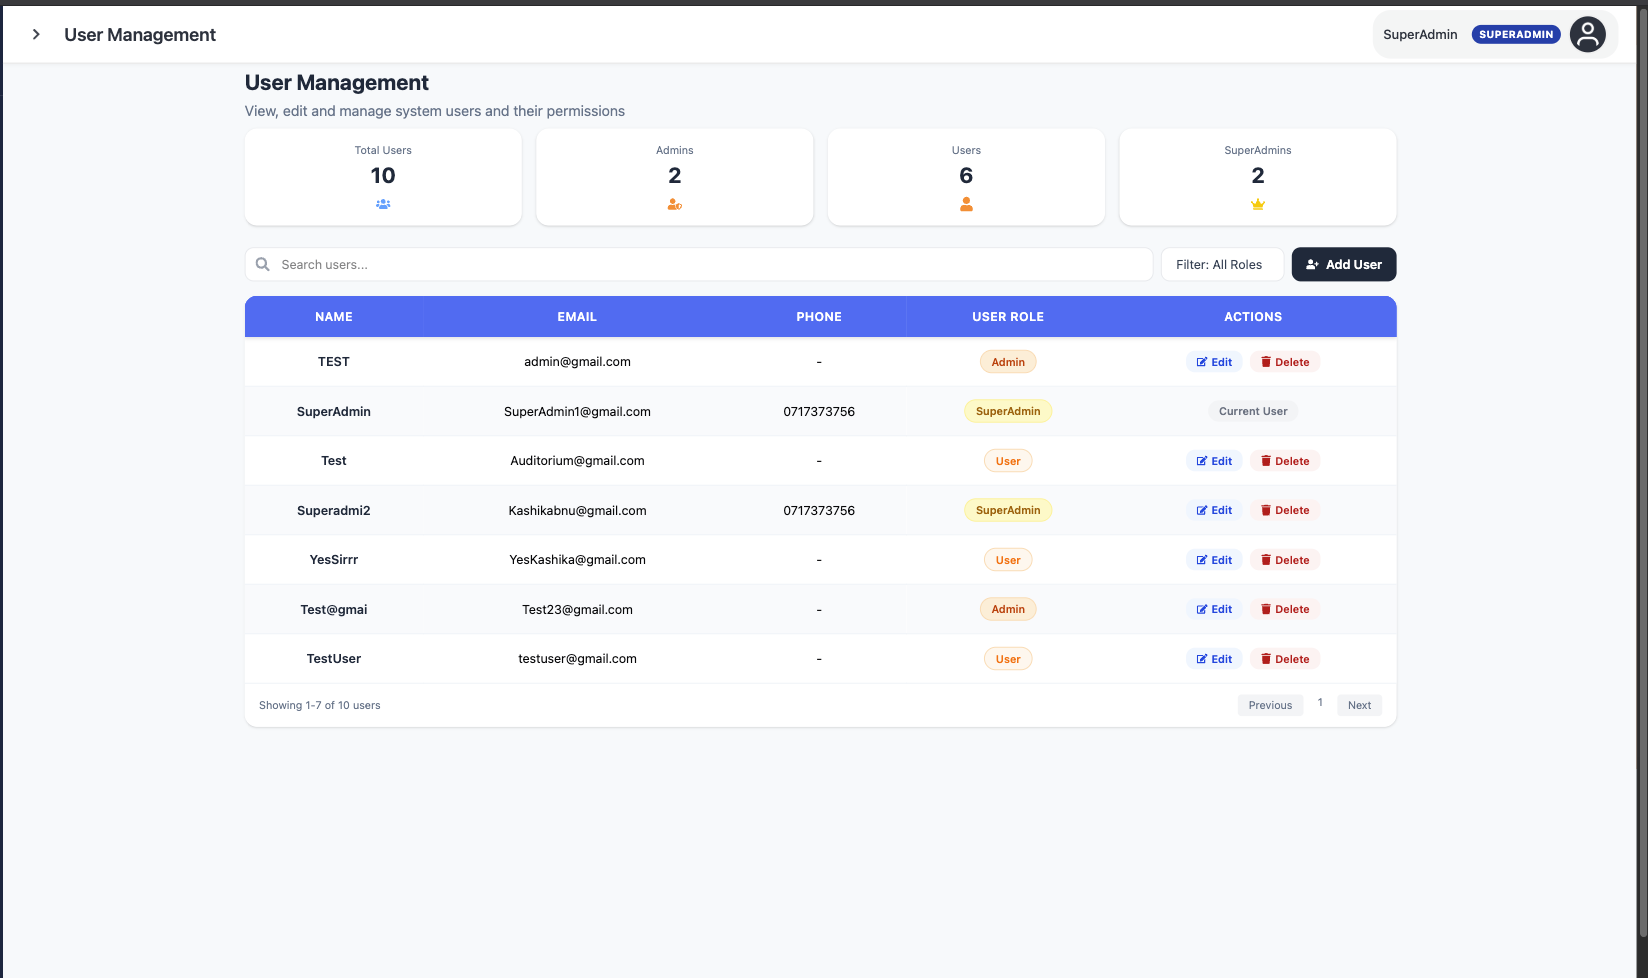 User Management
SuperAdmin SUPERADMIN
User Management
View, edit and manage system users and their permissions
Total Users
10
Admins
2
Users
6
SuperAdmins
2
Search users...
Filter: All Roles
Add User
NAME EMAIL PHONE USER ROLE ACTIONS
TEST admin@gmail.com - Admin Edit Delete
SuperAdmin SuperAdmin1@gmail.com 0717373756 SuperAdmin Current User
Test Auditorium@gmail.com - User Edit Delete
Superadmi2 Kashikabnu@gmail.com 0717373756 SuperAdmin Edit Delete
YesSirrr YesKashika@gmail.com - User Edit Delete
Test@gmai Test23@gmail.com - Admin Edit Delete
TestUser testuser@gmail.com - User Edit Delete
Showing 1-7 of 10 users
Previous 1 Next